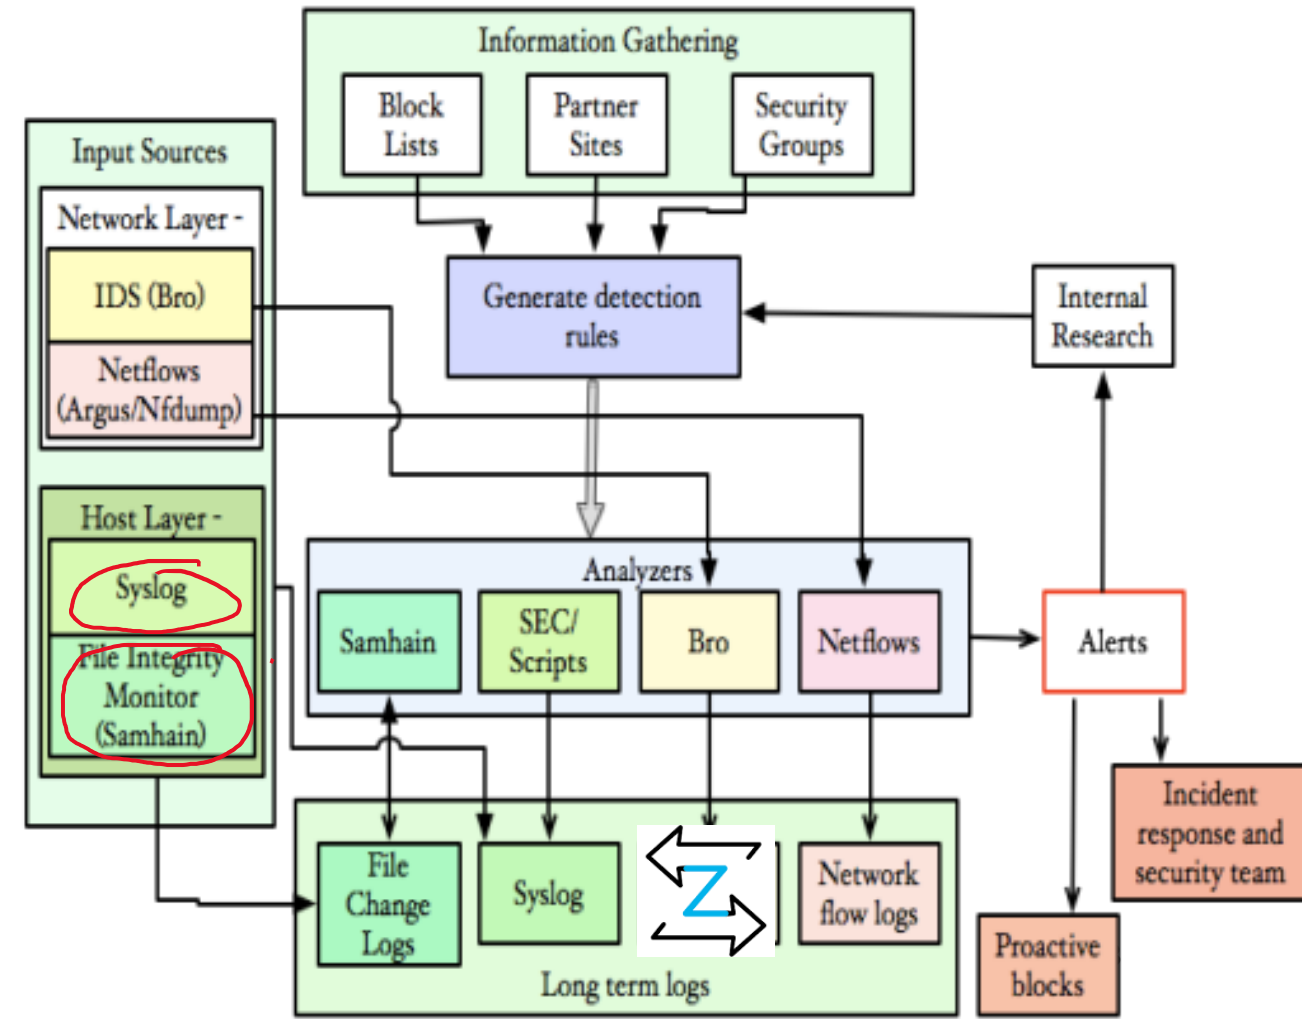 Information Gathering
Block
Lists
Partner
Sites
Security
Groups
Input Sources
Network Layer -
IDS (Bro)
Netflows
(Argus/Nfdump)
Generate detection
rules
Internal
Research
Host Layer -
Syslog
File Integrity
Monitor
(Samhain)
Analyzers
Samhain
SEC/
Scripts
Bro
Netflows
Alerts
File
Change
Logs
Syslog
Z
Network
flow logs
Long term logs
Incident
response and
security team
Proactive
blocks